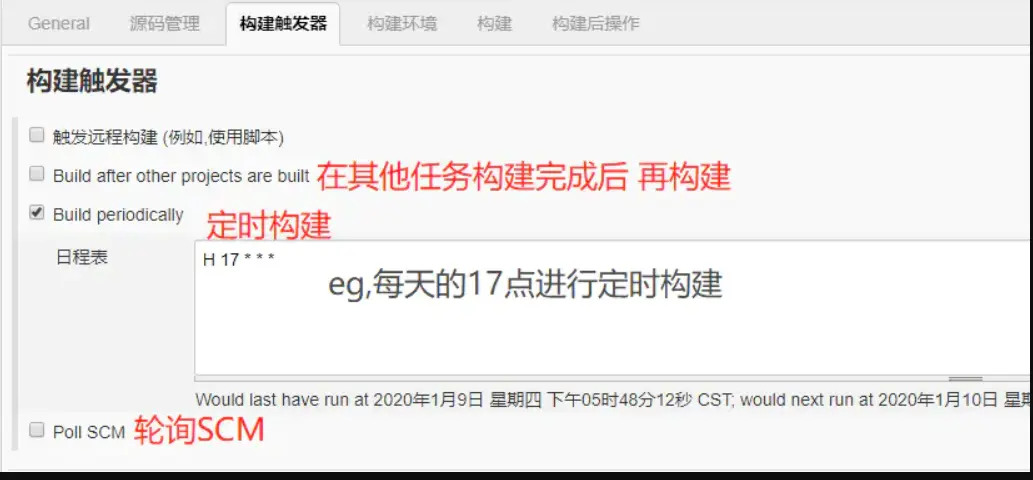 General 源码管理 构建触发器 构建环境 构建 构建后操作
构建触发器
触发远程构建 (例如,使用脚本)
Build after other projects are built 在其他任务构建完成后 再构建
Build periodically 定时构建
日程表 H 17 * * *
eg,每天的17点进行定时构建
Would last have run at 2020年1月9日 星期四 下午05时48分12秒 CST; would next run at 2020年1月10日 星
Poll SCM 轮询SCM